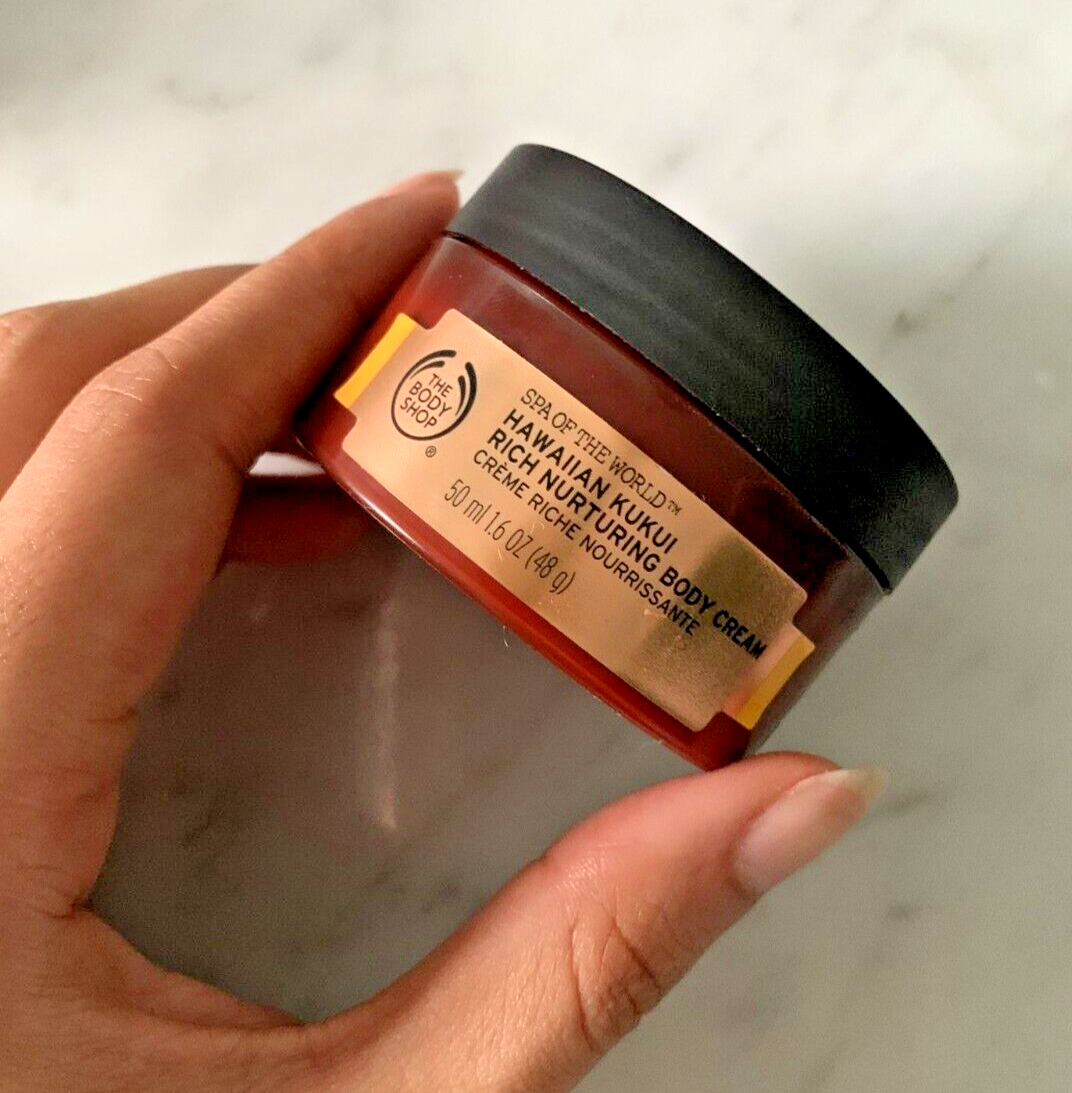 THE
BODY
SHOP
®
SPA OF THE WORLD™
HAWAIIAN KUKUI
RICH NURTURING BODY CREAM
CRÈME RICHE NOURRISSANTE
50 ml 1.6 OZ (48 g)